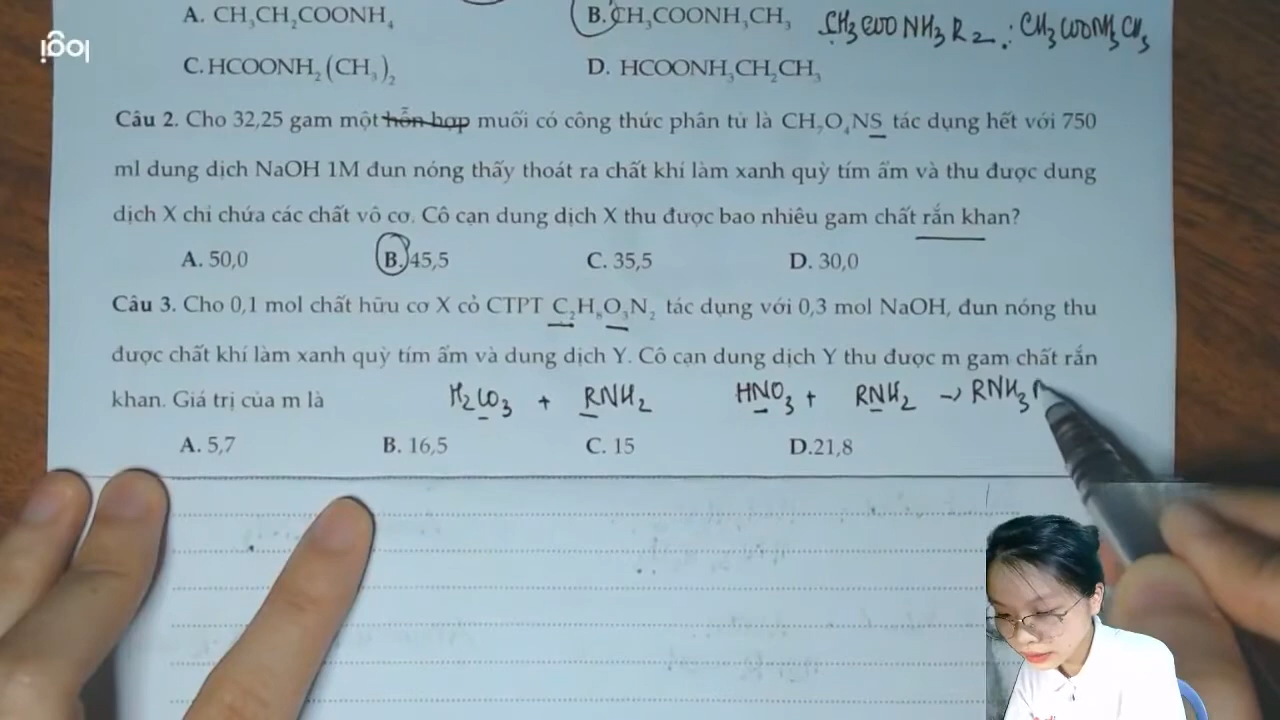 A. CH₃CH₂COONH₄ B. CH₃COONH₃CH₃ CH₃COONH₃R₂ : CH₃COONH₃CH₃
logi
C. HCOONH₂(CH₃)₂ D. HCOONH₃CH₂CH₃
Câu 2. Cho 32,25 gam một hỗn hợp muối có công thức phân tử là CH₇O₄NS tác dụng hết với 750
ml dung dịch NaOH 1M đun nóng thấy thoát ra chất khí làm xanh quỳ tím ẩm và thu được dung
dịch X chỉ chứa các chất vô cơ. Cô cạn dung dịch X thu được bao nhiêu gam chất rắn khan?
A. 50,0 B. 45,5 C. 35,5 D. 30,0
Câu 3. Cho 0,1 mol chất hữu cơ X có CTPT C₂H₈O₃N₂ tác dụng với 0,3 mol NaOH, đun nóng thu
được chất khí làm xanh quỳ tím ẩm và dung dịch Y. Cô cạn dung dịch Y thu được m gam chất rắn
khan. Giá trị của m là H₂CO₃ + RNH₂ HNO₃ + RNH₂ → RNH₃
A. 5,7 B. 16,5 C. 15 D.21,8